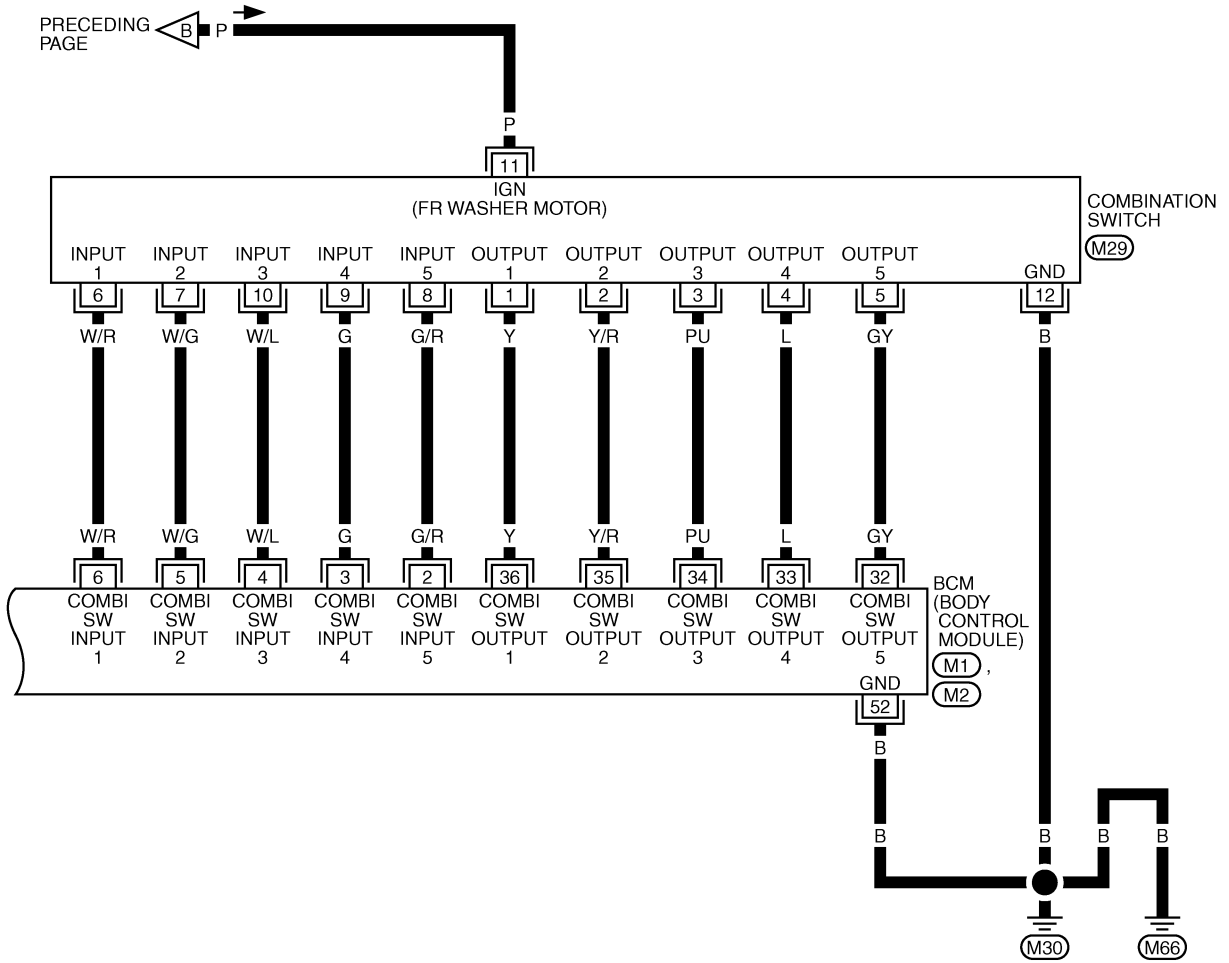 PRECEDING
PAGE
B
P
P
11
IGN
(FR WASHER MOTOR)
COMBINATION
SWITCH
M29
INPUT INPUT INPUT INPUT INPUT OUTPUT OUTPUT OUTPUT OUTPUT OUTPUT
1 2 3 4 5 1 2 3 4 5 GND
6 7 10 9 8 1 2 3 4 5 12
W/R W/G W/L G G/R Y Y/R PU L GY B
W/R W/G W/L G G/R Y Y/R PU L GY
6 5 4 3 2 36 35 34 33 32
COMBI COMBI COMBI COMBI COMBI COMBI COMBI COMBI COMBI COMBI
SW SW SW SW SW SW SW SW SW SW
INPUT INPUT INPUT INPUT INPUT OUTPUT OUTPUT OUTPUT OUTPUT OUTPUT
1 2 3 4 5 1 2 3 4 5
BCM
(BODY
CONTROL
MODULE)
M1 ,
M2
GND
52
B
B B B B
M30 M66